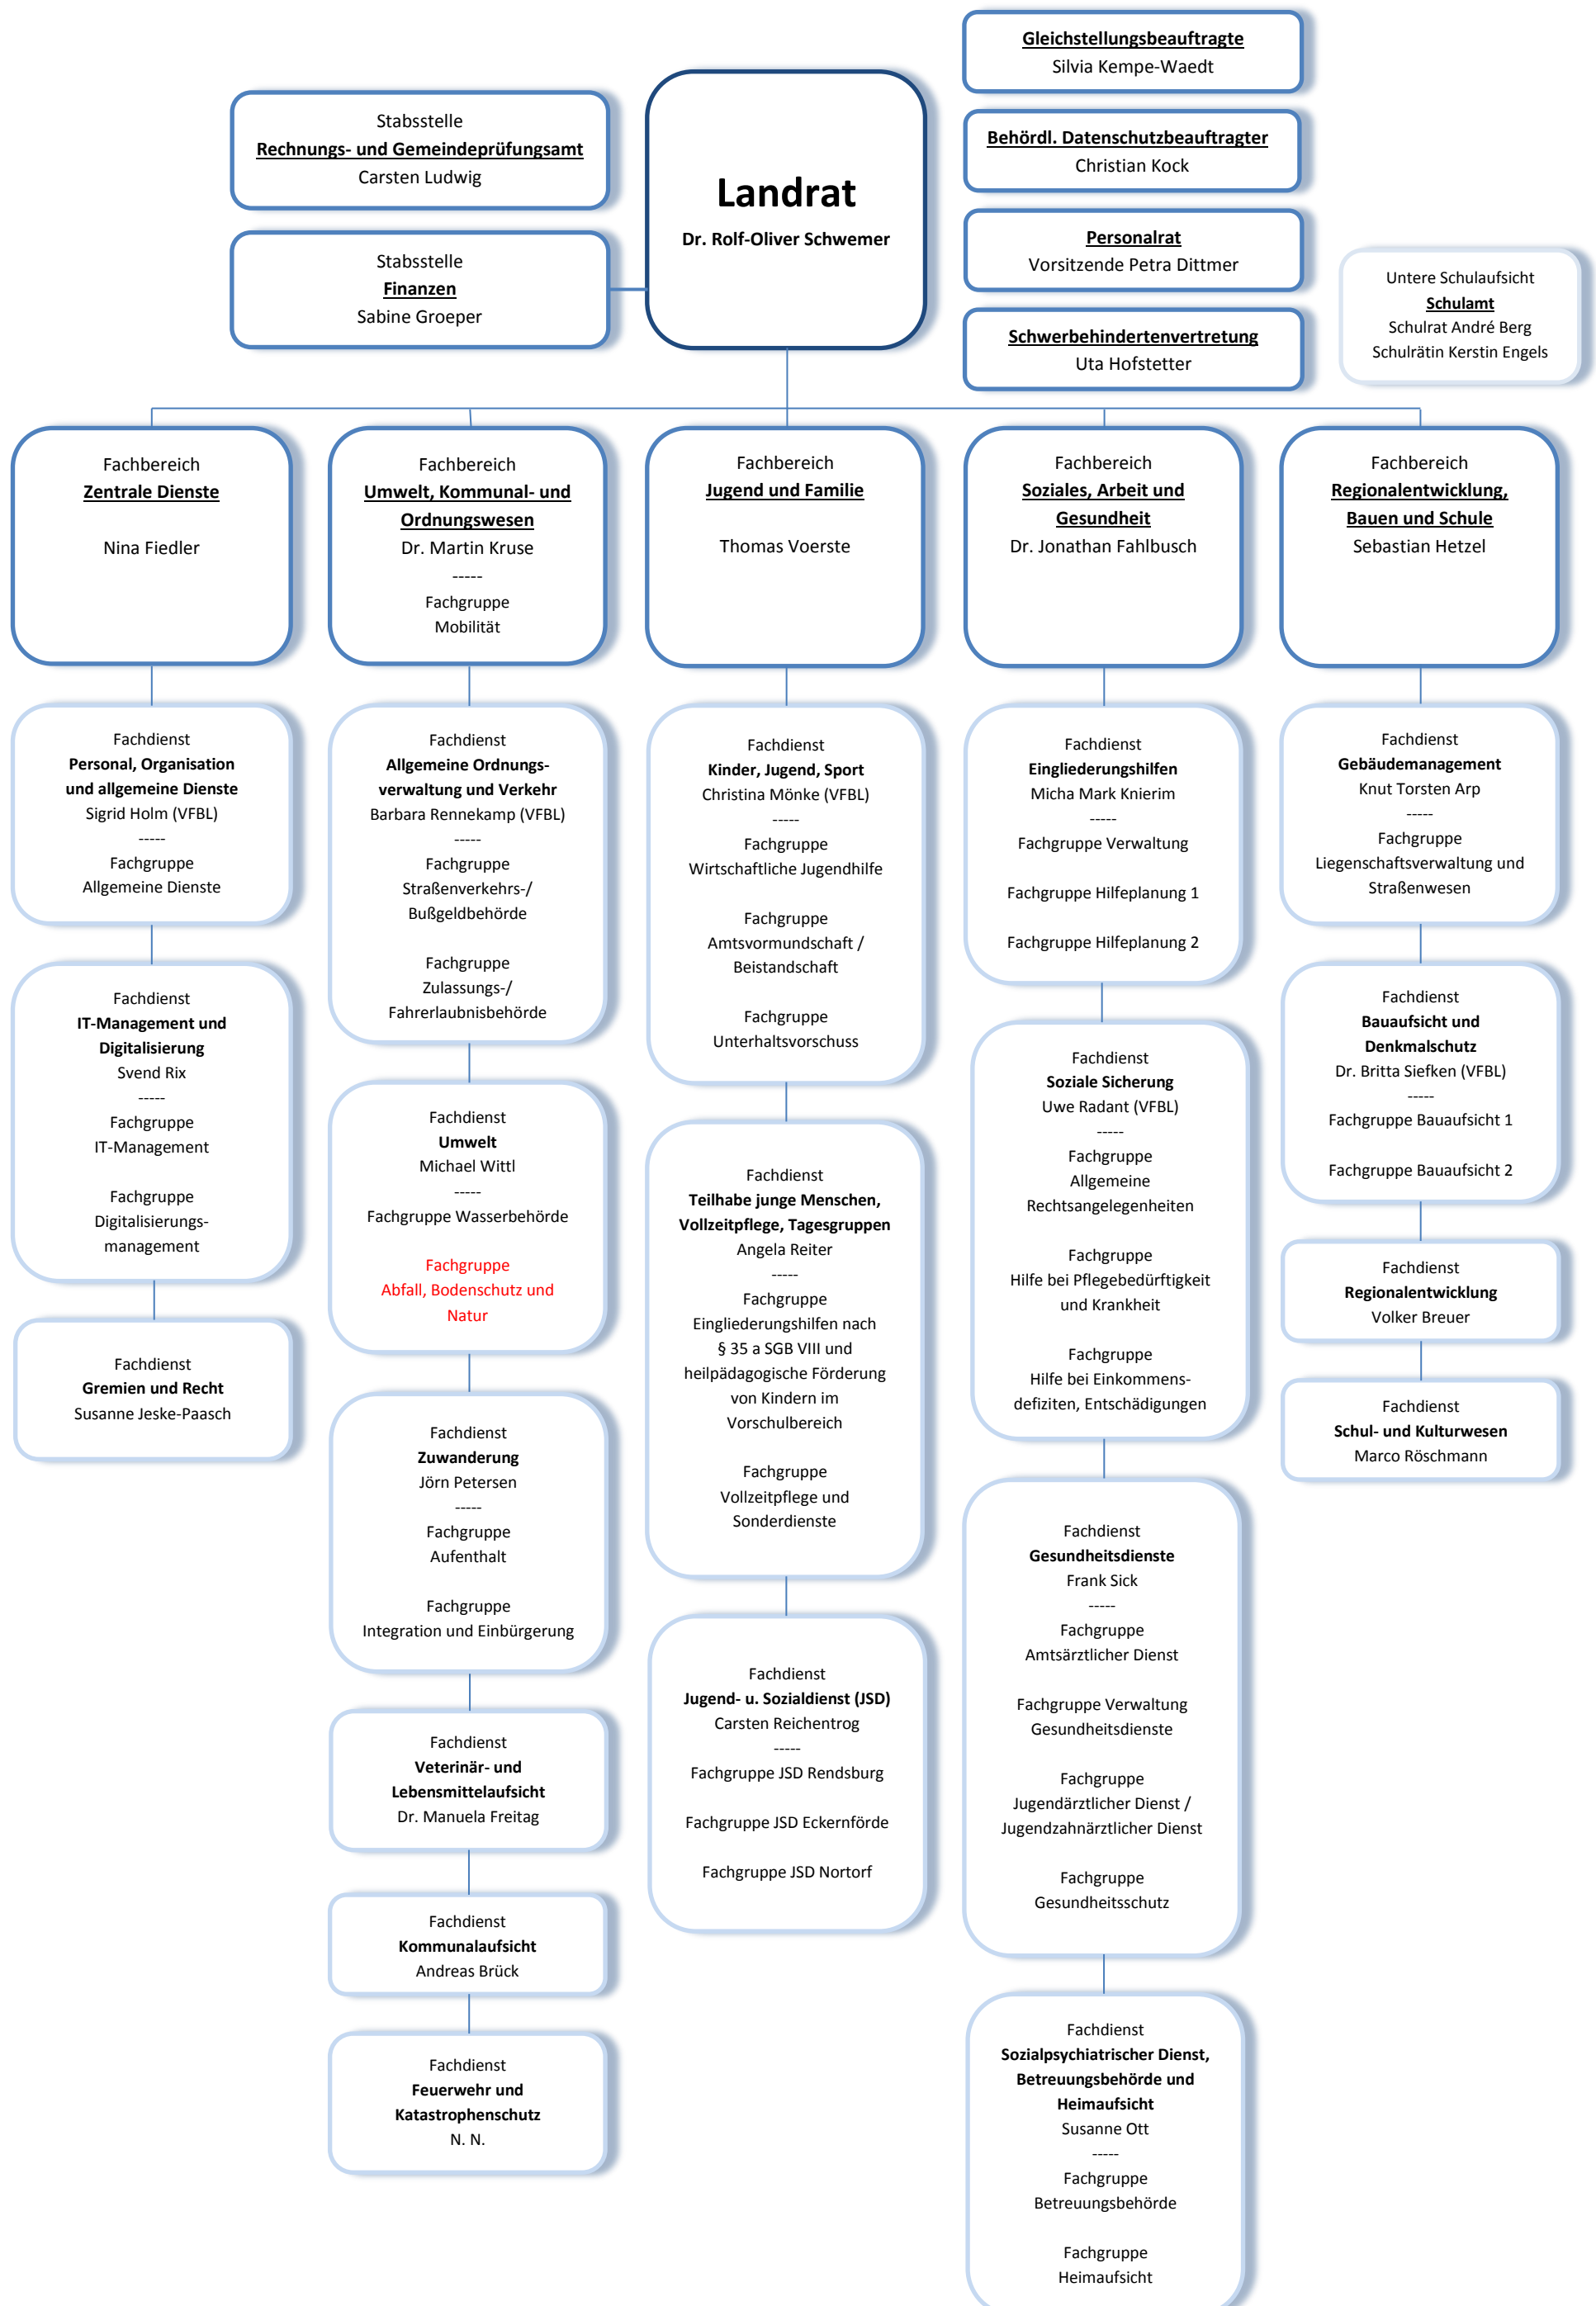 Gleichstellungsbeauftragte
Silvia Kempe-Waedt
Stabsstelle
Rechnungs- und Gemeindeprüfungsamt
Carsten Ludwig
Behördl. Datenschutzbeauftragter
Christian Kock
Landrat
Dr. Rolf-Oliver Schwemer
Personalrat
Vorsitzende Petra Dittmer
Stabsstelle
Finanzen
Sabine Groeper
Untere Schulaufsicht
Schulamt
Schulrat André Berg
Schulrätin Kerstin Engels
Schwerbehindertenvertretung
Uta Hofstetter
Fachbereich
Zentrale Dienste
Nina Fiedler
Fachbereich
Umwelt, Kommunal- und
Ordnungswesen
Dr. Martin Kruse
-----
Fachgruppe
Mobilität
Fachbereich
Jugend und Familie
Thomas Voerste
Fachbereich
Soziales, Arbeit und
Gesundheit
Dr. Jonathan Fahlbusch
Fachbereich
Regionalentwicklung,
Bauen und Schule
Sebastian Hetzel
Fachdienst
Personal, Organisation
und allgemeine Dienste
Sigrid Holm (VFBL)
-----
Fachgruppe
Allgemeine Dienste
Fachdienst
IT-Management und
Digitalisierung
Svend Rix
-----
Fachgruppe
IT-Management
Fachgruppe
Digitalisierungs-
management
Fachdienst
Gremien und Recht
Susanne Jeske-Paasch
Fachdienst
Allgemeine Ordnungs-
verwaltung und Verkehr
Barbara Rennekamp (VFBL)
-----
Fachgruppe
Straßenverkehrs-/
Bußgeldbehörde
Fachgruppe
Zulassungs-/
Fahrerlaubnisbehörde
Fachdienst
Umwelt
Michael Wittl
-----
Fachgruppe Wasserbehörde
Fachgruppe
Abfall, Bodenschutz und
Natur
Fachdienst
Zuwanderung
Jörn Petersen
-----
Fachgruppe
Aufenthalt
Fachgruppe
Integration und Einbürgerung
Fachdienst
Veterinär- und
Lebensmittelaufsicht
Dr. Manuela Freitag
Fachdienst
Kommunalaufsicht
Andreas Brück
Fachdienst
Feuerwehr und
Katastrophenschutz
N. N.
Fachdienst
Kinder, Jugend, Sport
Christina Mönke (VFBL)
-----
Fachgruppe
Wirtschaftliche Jugendhilfe
Fachgruppe
Amtsvormundschaft /
Beistandschaft
Fachgruppe
Unterhaltsvorschuss
Fachdienst
Teilhabe junge Menschen,
Vollzeitpflege, Tagesgruppen
Angela Reiter
-----
Fachgruppe
Eingliederungshilfen nach
§ 35 a SGB VIII und
heilpädagogische Förderung
von Kindern im
Vorschulbereich
Fachgruppe
Vollzeitpflege und
Sonderdienste
Fachdienst
Jugend- u. Sozialdienst (JSD)
Carsten Reichentrog
-----
Fachgruppe JSD Rendsburg
Fachgruppe JSD Eckernförde
Fachgruppe JSD Nortorf
Fachdienst
Eingliederungshilfen
Micha Mark Knierim
-----
Fachgruppe Verwaltung
Fachgruppe Hilfeplanung 1
Fachgruppe Hilfeplanung 2
Fachdienst
Soziale Sicherung
Uwe Radant (VFBL)
-----
Fachgruppe
Allgemeine
Rechtsangelegenheiten
Fachgruppe
Hilfe bei Pflegebedürftigkeit
und Krankheit
Fachgruppe
Hilfe bei Einkommens-
defiziten, Entschädigungen
Fachdienst
Gesundheitsdienste
Frank Sick
-----
Fachgruppe
Amtsärztlicher Dienst
Fachgruppe Verwaltung
Gesundheitsdienste
Fachgruppe
Jugendärztlicher Dienst /
Jugendzahnärztlicher Dienst
Fachgruppe
Gesundheitsschutz
Fachdienst
Sozialpsychiatrischer Dienst,
Betreuungsbehörde und
Heimaufsicht
Susanne Ott
-----
Fachgruppe
Betreuungsbehörde
Fachgruppe
Heimaufsicht
Fachdienst
Gebäudemanagement
Knut Torsten Arp
-----
Fachgruppe
Liegenschaftsverwaltung und
Straßenwesen
Fachdienst
Bauaufsicht und
Denkmalschutz
Dr. Britta Siefken (VFBL)
-----
Fachgruppe Bauaufsicht 1
Fachgruppe Bauaufsicht 2
Fachdienst
Regionalentwicklung
Volker Breuer
Fachdienst
Schul- und Kulturwesen
Marco Röschmann